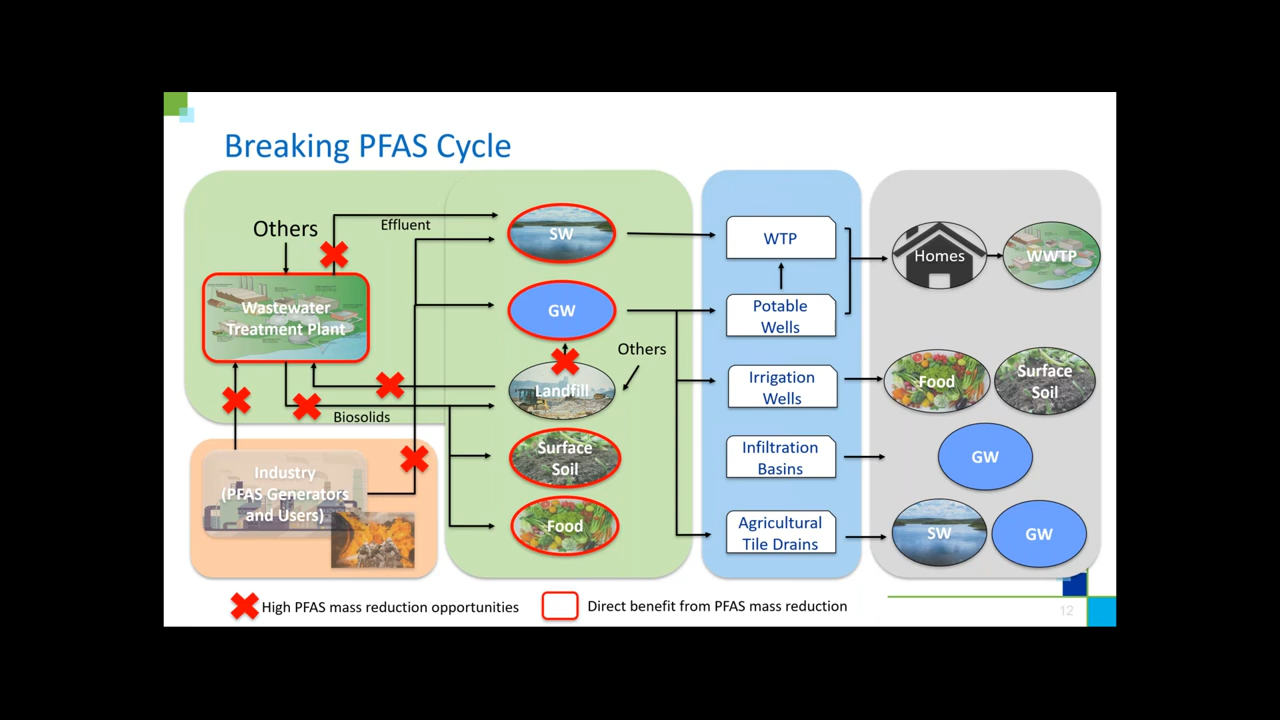 Breaking PFAS Cycle
Others
Effluent
Wastewater
Treatment Plant
Biosolids
Industry
(PFAS Generators
and Users)
SW
GW
Others
Landfill
Surface
Soil
Food
WTP
Potable
Wells
Irrigation
Wells
Infiltration
Basins
Agricultural
Tile Drains
Homes
WWTP
Food
Surface
Soil
GW
SW
GW
High PFAS mass reduction opportunities
Direct benefit from PFAS mass reduction
12